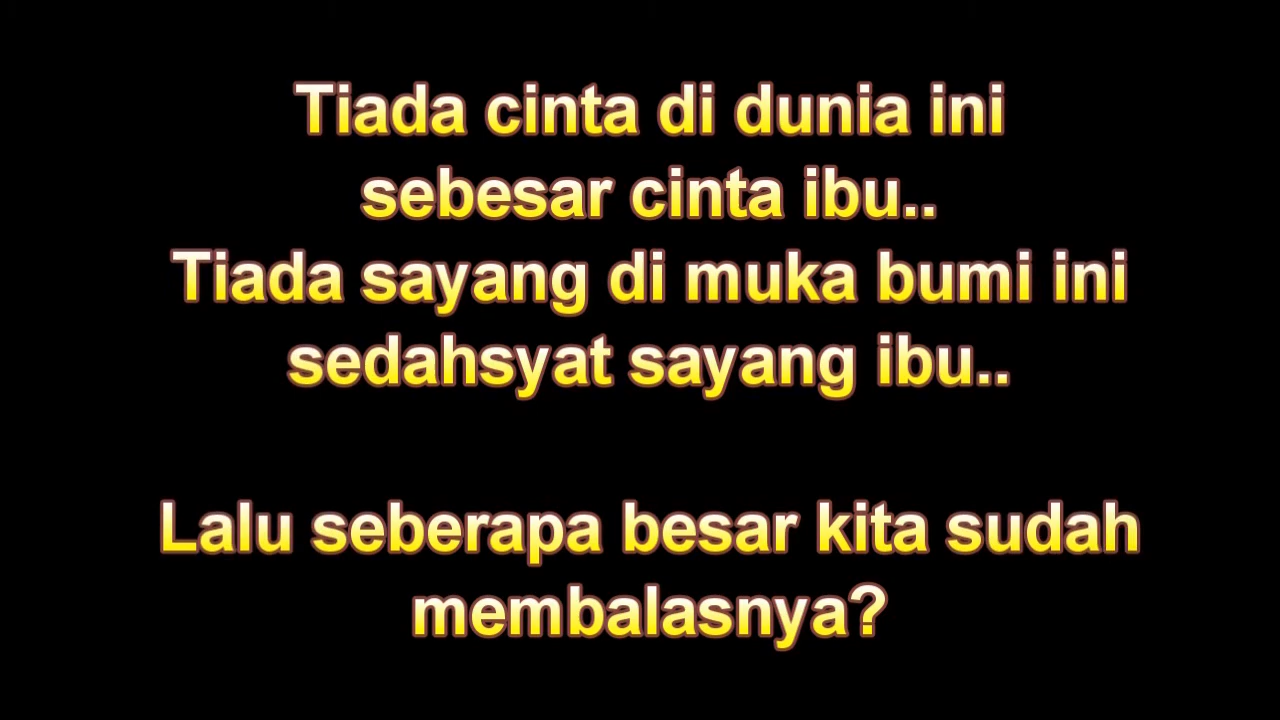 Tiada cinta di dunia ini
sebesar cinta ibu..
Tiada sayang di muka bumi ini
sedahsyat sayang ibu..
Lalu seberapa besar kita sudah
membalasnya?